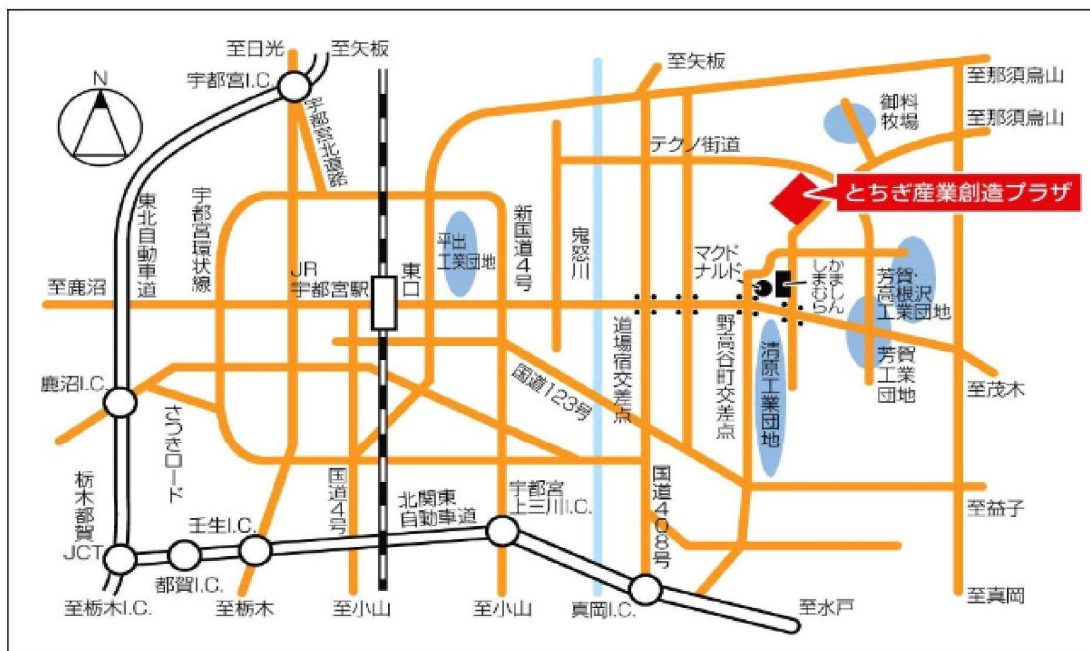 至日光
至矢板
宇都宮I.C.
N
宇都宮北道路
至矢板
至那須烏山
御料
牧場
至那須烏山
テクノ街道
とちぎ産業創造プラザ
東北自動車道
宇都宮環状線
平出
工業団地
新国道4号
鬼怒川
マクド
ナルド
かましん
しまむら
芳賀・
高根沢
工業団地
至鹿沼
JR
宇都宮駅
東口
道場宿交差点
野高谷町交差点
清原工業団地
芳賀
工業
団地
至茂木
鹿沼I.C.
さつきロード
国道123号
栃木都賀
JCT
壬生I.C.
都賀I.C.
国道4号
北関東
自動車道
宇都宮
上三川I.C.
国道408号
至益子
至栃木I.C.
至栃木
至小山
至小山
真岡I.C.
至水戸
至真岡